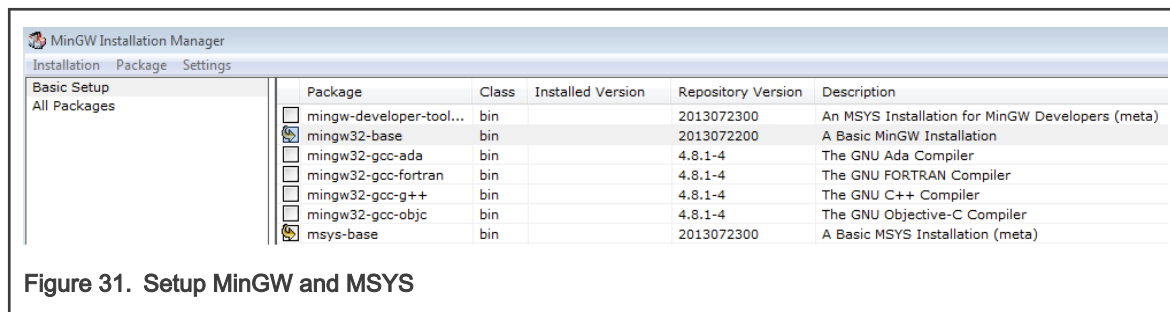 MinGW Installation Manager
Installation Package Settings
Basic Setup
All Packages
Package Class Installed Version Repository Version Description
mingw-developer-tool... bin 2013072300 An MSYS Installation for MinGW Developers (meta)
mingw32-base bin 2013072200 A Basic MinGW Installation
mingw32-gcc-ada bin 4.8.1-4 The GNU Ada Compiler
mingw32-gcc-fortran bin 4.8.1-4 The GNU FORTRAN Compiler
mingw32-gcc-g++ bin 4.8.1-4 The GNU C++ Compiler
mingw32-gcc-objc bin 4.8.1-4 The GNU Objective-C Compiler
msys-base bin 2013072300 A Basic MSYS Installation (meta)
Figure 31. Setup MinGW and MSYS